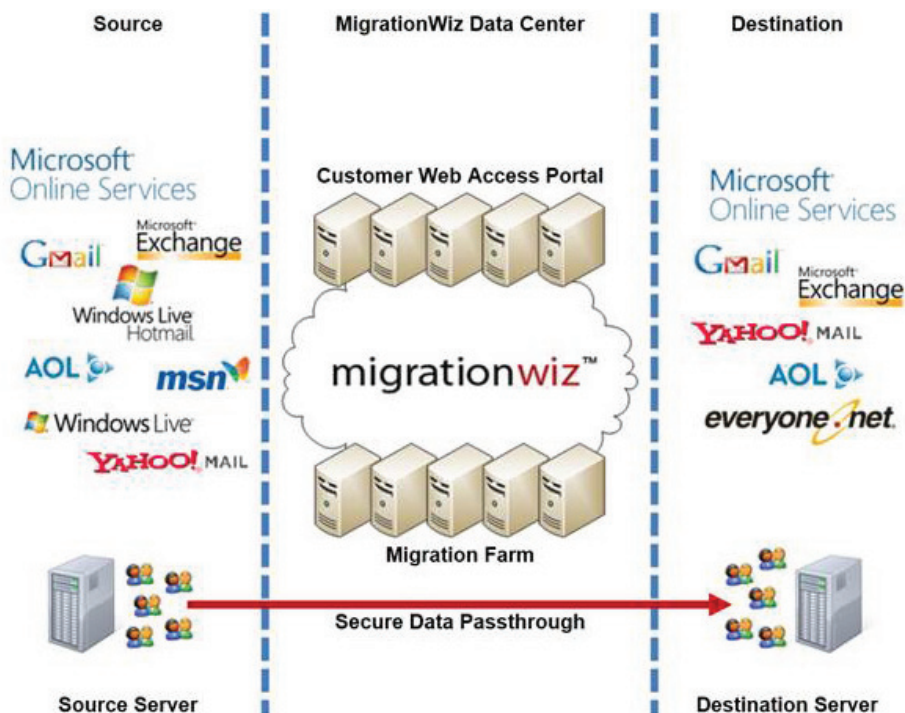 Source
MigrationWiz Data Center
Destination
Microsoft
Online Services
Gmail
Microsoft
Exchange
Windows Live
Hotmail
AOL
msn
Windows Live
YAHOO! MAIL
Customer Web Access Portal
migrationwiz™
Migration Farm
Microsoft
Online Services
Gmail
Microsoft
Exchange
YAHOO! MAIL
AOL
everyone.net
Secure Data Passthrough
Source Server
Destination Server